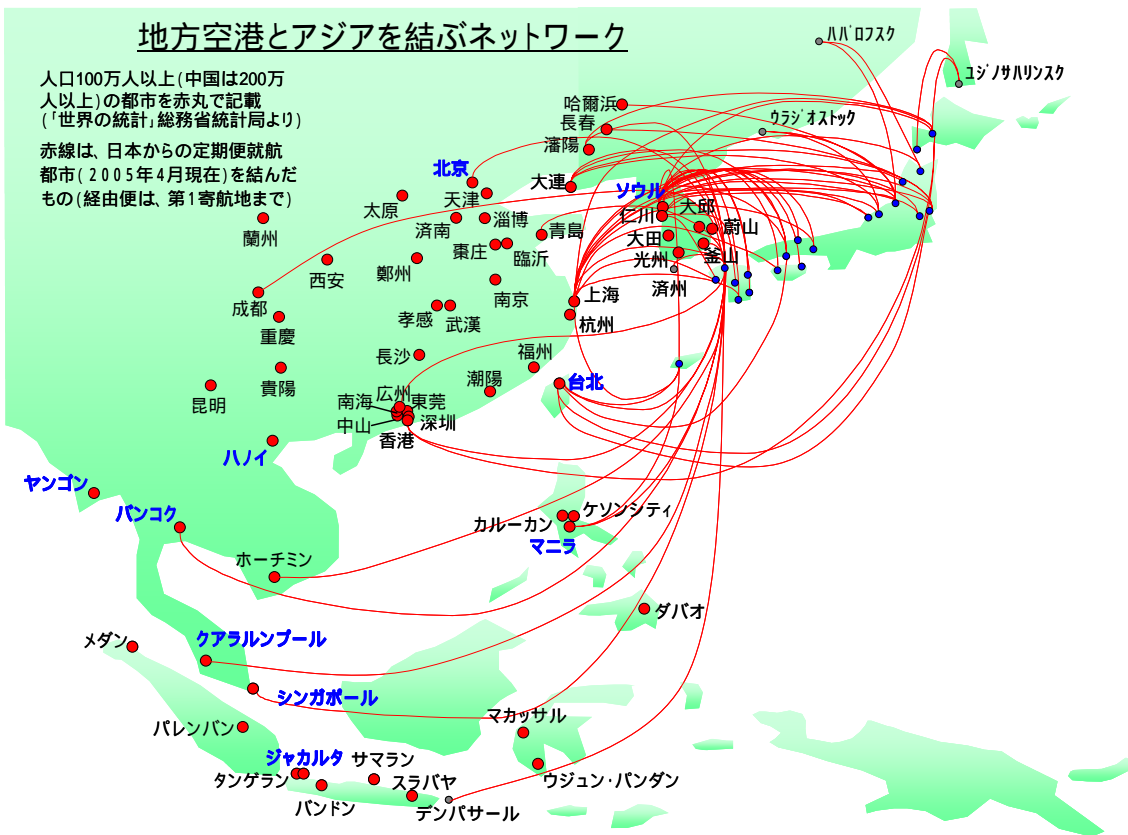 地方空港とアジアを結ぶネットワーク
人口100万人以上(中国は200万
人以上)の都市を赤丸で記載
(「世界の統計」総務省統計局より)
赤線は、日本からの定期便就航
都市(2005年4月現在)を結んだ
もの(経由便は、第1寄航地まで)
ハバロフスク
ユジノサハリンスク
ウラジオストック
哈爾浜
長春
瀋陽
北京
天津
大連
ソウル
仁川
大邱
蔚山
大田
釜山
光州
済州
太原
済南
淄博
青島
棗庄
臨沂
蘭州
西安
鄭州
南京
成都
重慶
孝感
武漢
上海
杭州
長沙
福州
貴陽
昆明
潮陽
台北
広州
南海
東莞
中山
深圳
香港
ハノイ
ヤンゴン
バンコク
ホーチミン
カルーカン
ケソンシティ
マニラ
ダバオ
メダン
クアラルンプール
シンガポール
パレンバン
マカッサル
ジャカルタ
タンゲラン
サマラン
スラバヤ
バンドン
ウジュン・パンダン
デンパサール